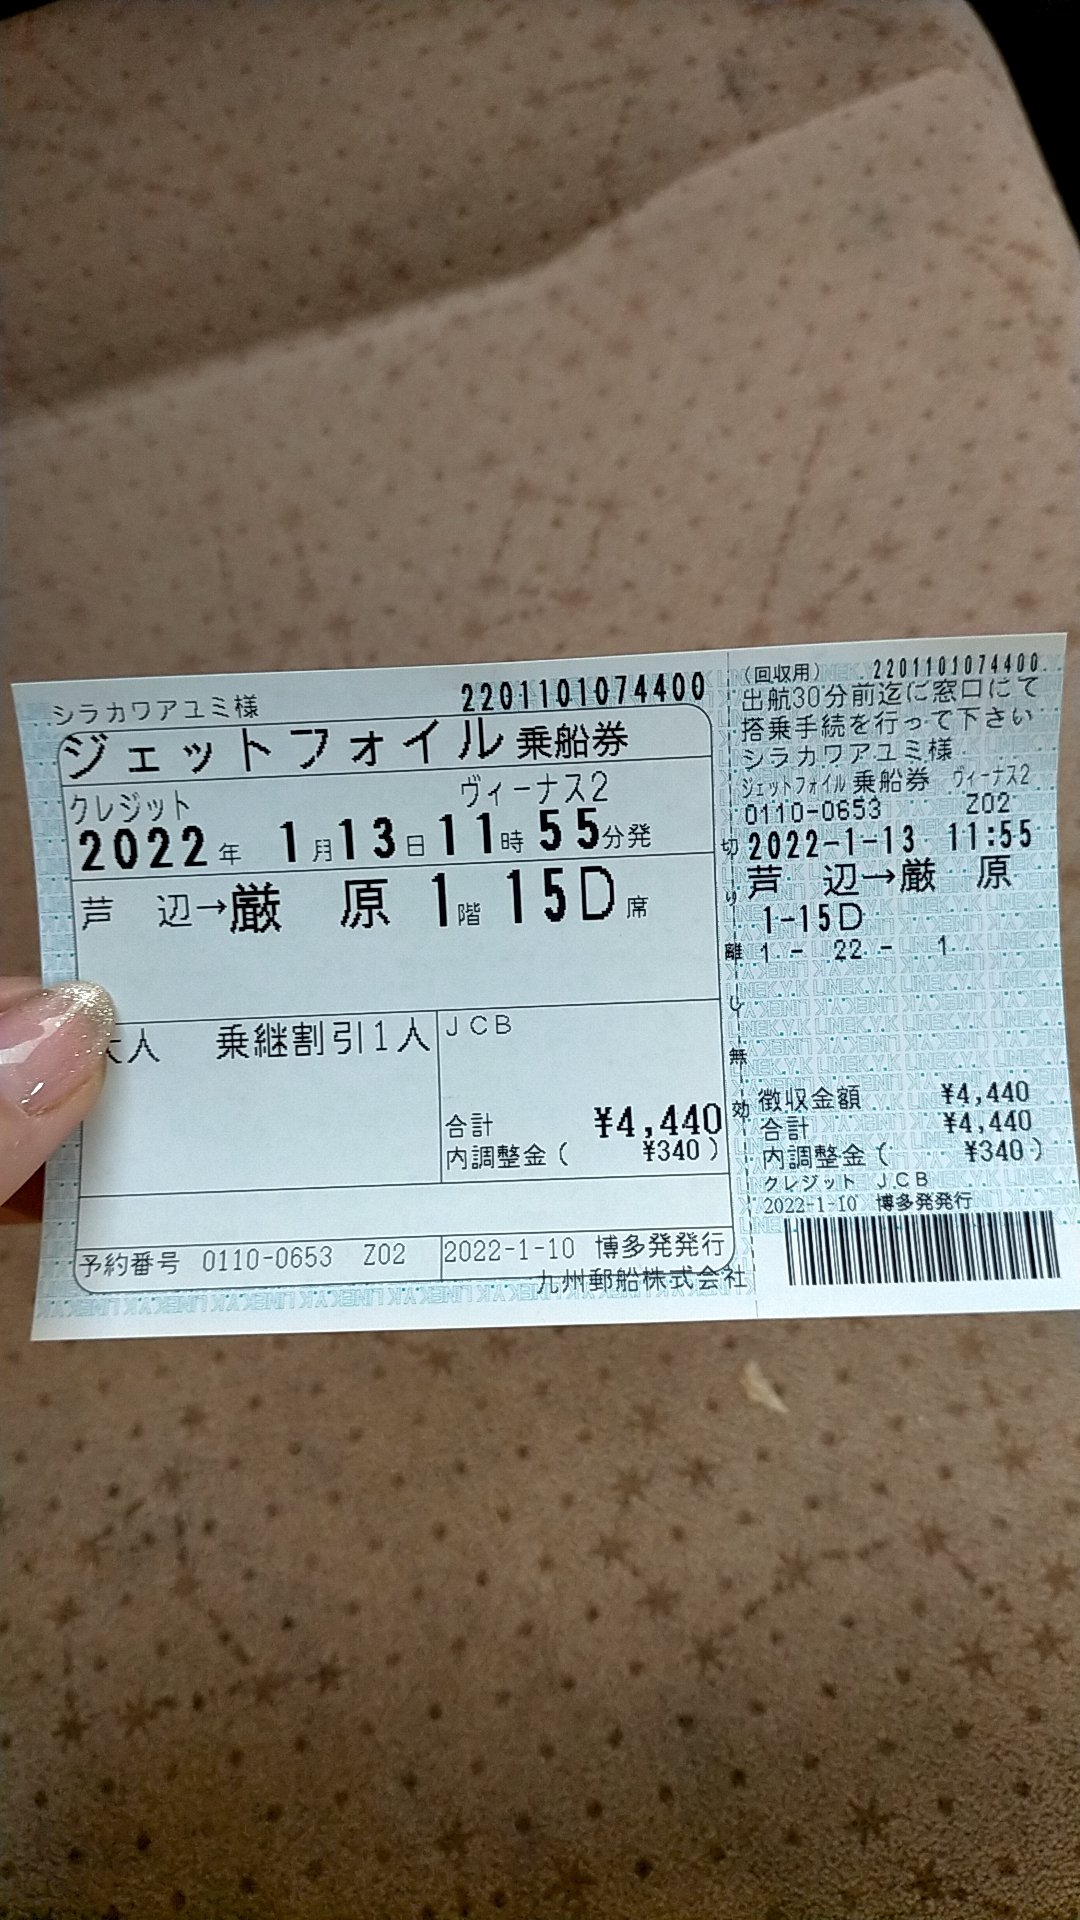 シラカワアユミ様 2201101074400
ジェットフォイル 乗船券
クレジット ヴィーナス2
2022年 1月13日11時55分発
芦 辺→厳 原 1階 15D席
大人 乗継割引1人
JCB
合計 ¥4,440
内調整金( ¥340)
予約番号 0110-0653 Z02
2022-1-10 博多発発行
九州郵船株式会社
切り離し無効
(回収用) 2201101074400
出航30分前迄に窓口にて
搭乗手続を行って下さい
シラカワアユミ様
ジェットフォイル 乗船券 ヴィーナス2
0110-0653 Z02
2022-1-13 11:55
芦 辺→厳 原
1-15D
1 - 22 - 1
徴収金額 ¥4,440
合計 ¥4,440
内調整金( ¥340)
クレジット JCB
2022-1-10 博多発発行